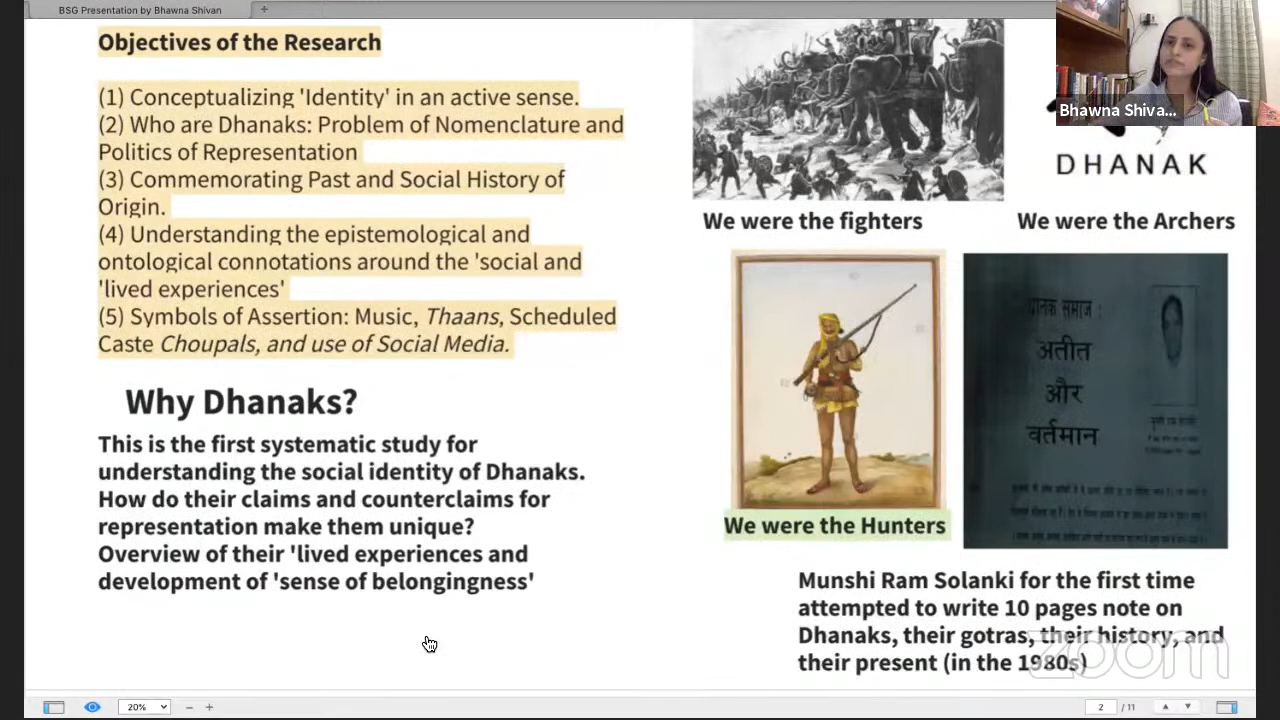 BSG Presentation by Bhawna Shivan
Objectives of the Research
(1) Conceptualizing 'Identity' in an active sense.
(2) Who are Dhanaks: Problem of Nomenclature and
Politics of Representation
(3) Commemorating Past and Social History of
Origin.
(4) Understanding the epistemological and
ontological connotations around the 'social and
'lived experiences'
(5) Symbols of Assertion: Music, Thaans, Scheduled
Caste Choupals, and use of Social Media.
Why Dhanaks?
This is the first systematic study for
understanding the social identity of Dhanaks.
How do their claims and counterclaims for
representation make them unique?
Overview of their 'lived experiences and
development of 'sense of belongingness'
We were the fighters
Bhawna Shiva...
DHANAK
We were the Archers
We were the Hunters
समाज :
अतीत
और
वर्तमान
Munshi Ram Solanki for the first time
attempted to write 10 pages note on
Dhanaks, their gotras, their history, and
their present (in the 1980s)
zoom
20%
2 / 11